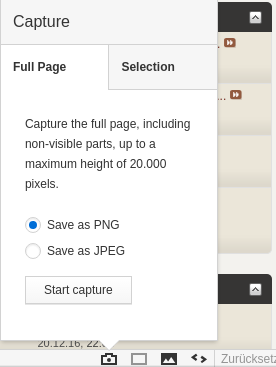 Capture
Full Page
Selection
Capture the full page, including
non-visible parts, up to a
maximum height of 20.000
pixels.
Save as PNG
Save as JPEG
Start capture
20.12.16, 22:
Zurücksetz